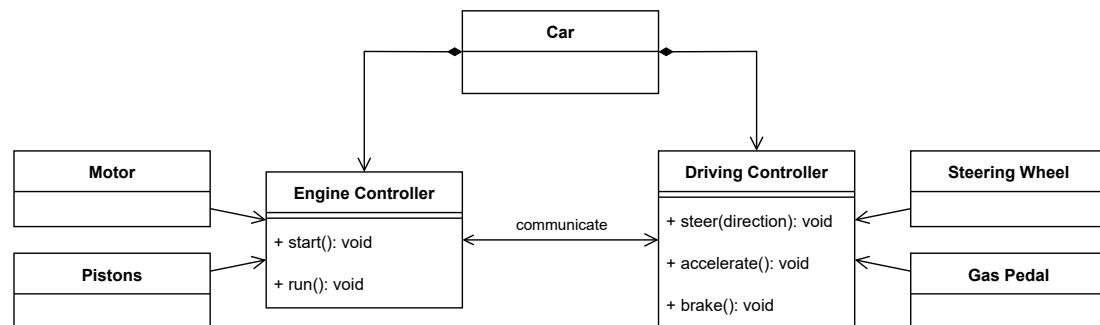 Car
Motor
Engine Controller
+ start(): void
+ run(): void
Pistons
communicate
Driving Controller
+ steer(direction): void
+ accelerate(): void
+ brake(): void
Steering Wheel
Gas Pedal